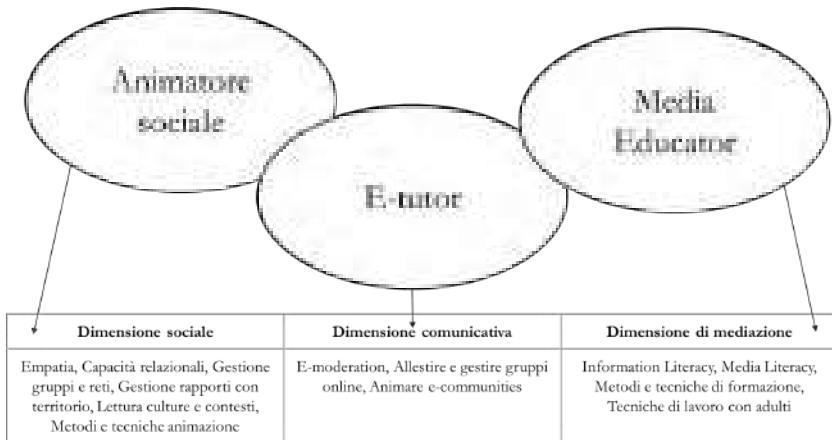 Animatore
sociale
E-tutor
Media
Educator
Dimensione sociale
Dimensione comunicativa
Dimensione di mediazione
Empatia, Capacità relazionali, Gestione
gruppi e reti, Gestione rapporti con
territorio, Lettura culture e contesti,
Metodi e tecniche animazione
E-moderation, Allestire e gestire gruppi
online, Animare e-communities
Information Literacy, Media Literacy,
Metodi e tecniche di formazione,
Tecniche di lavoro con adulti